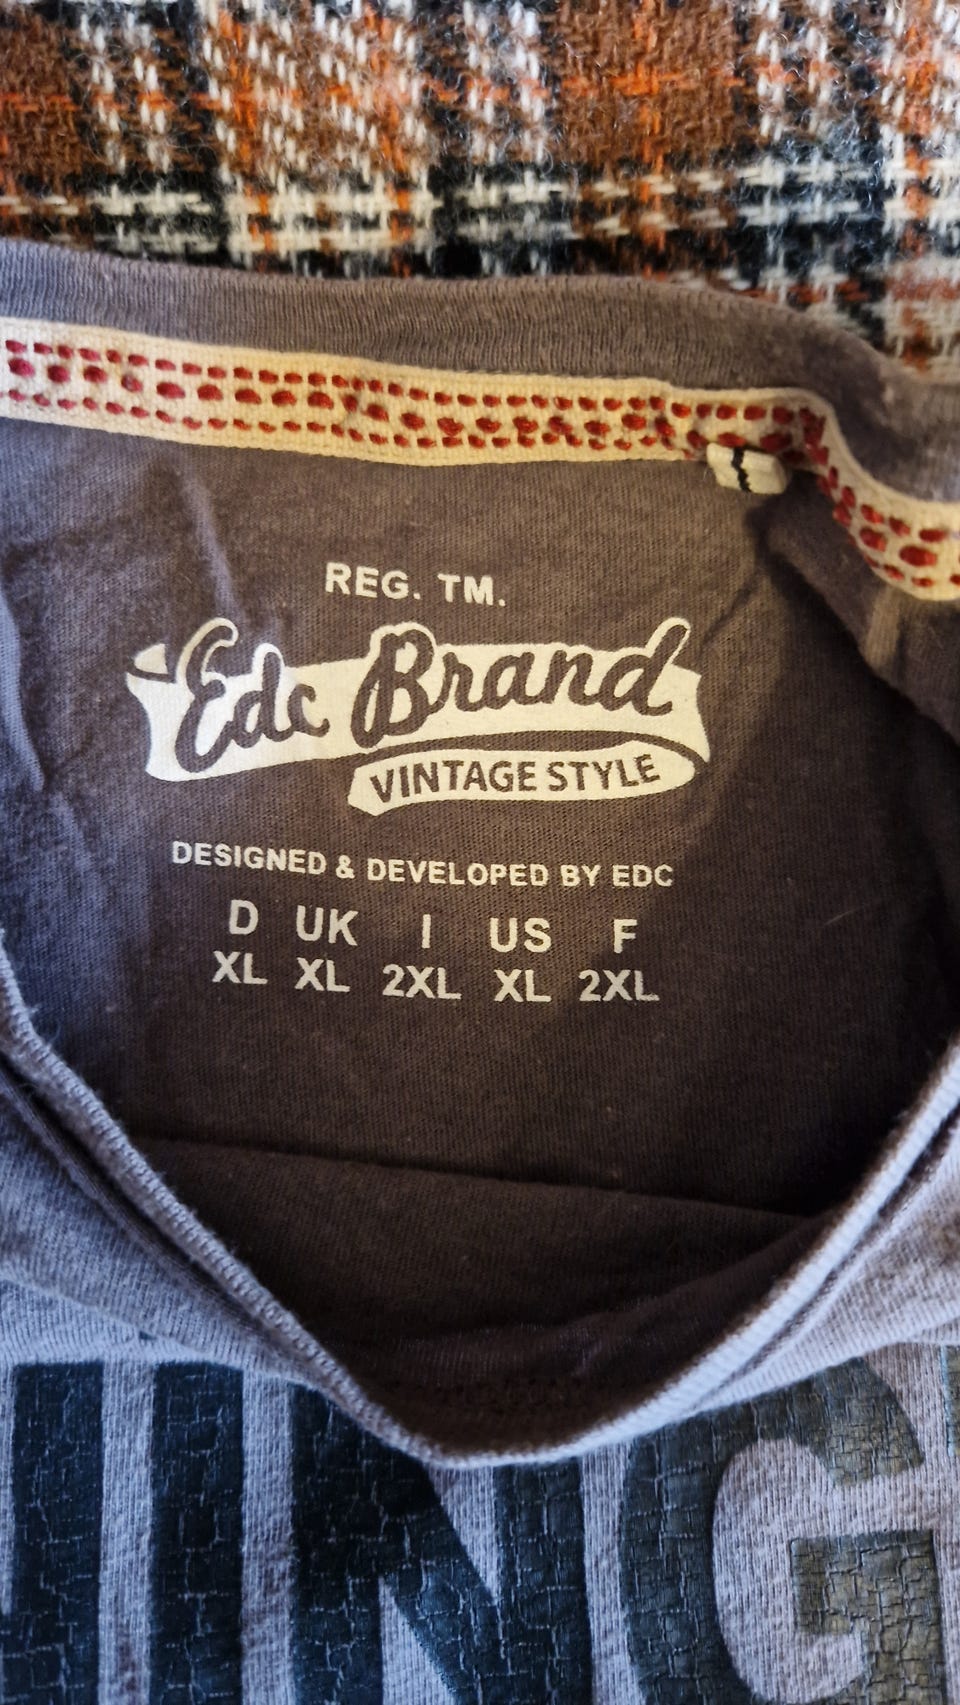 REG. TM.
Edc Brand
VINTAGE STYLE
DESIGNED & DEVELOPED BY EDC
D UK I US F
XL XL 2XL XL 2XL